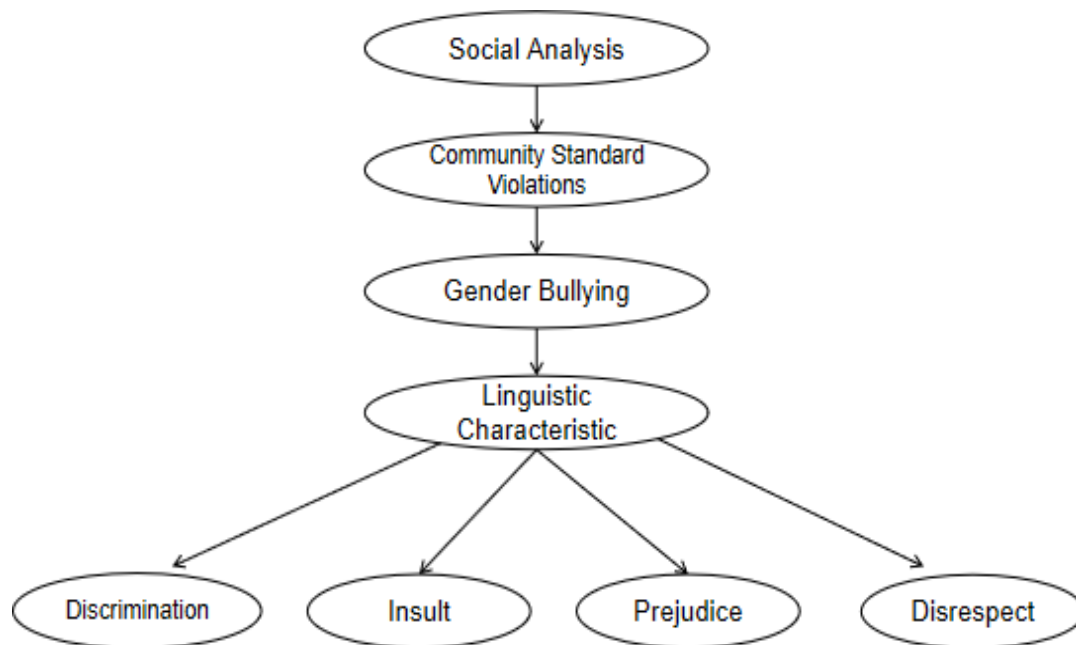 Social Analysis
Community Standard
Violations
Gender Bullying
Linguistic
Characteristic
Discrimination
Insult
Prejudice
Disrespect